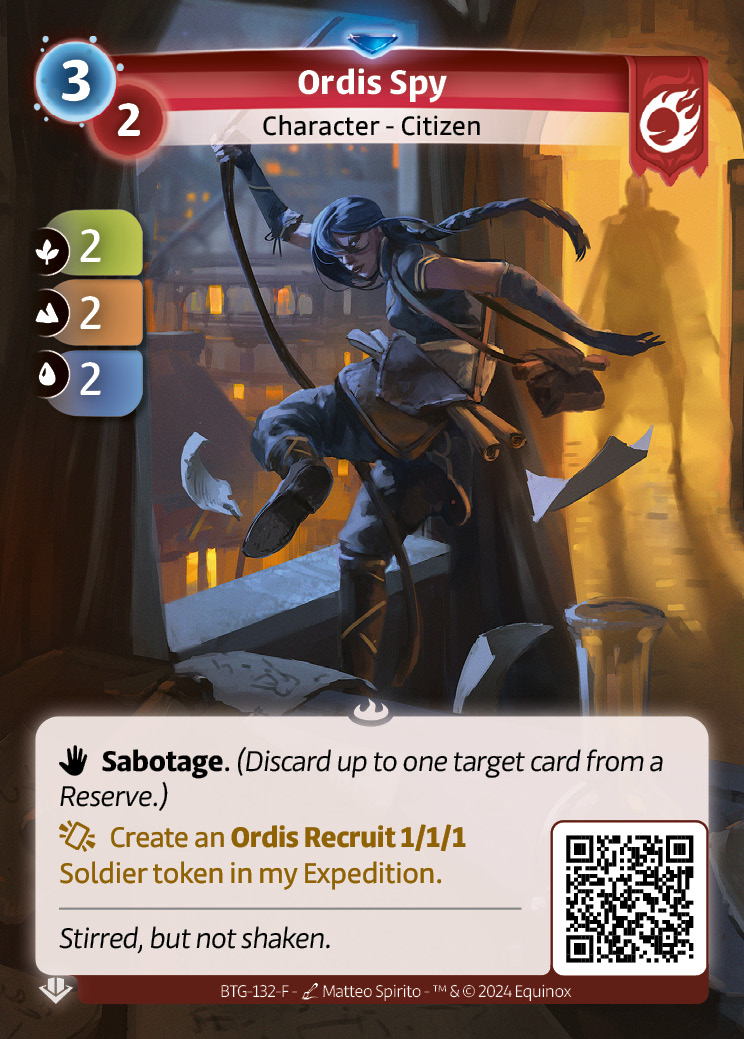 3
Ordis Spy
2
Character - Citizen
2
2
2
Sabotage. (Discard up to one target card from a
Reserve.)
Create an Ordis Recruit 1/1/1
Soldier token in my Expedition.
Stirred, but not shaken.
BTG-132-F - Matteo Spirito - ™ & © 2024 Equinox